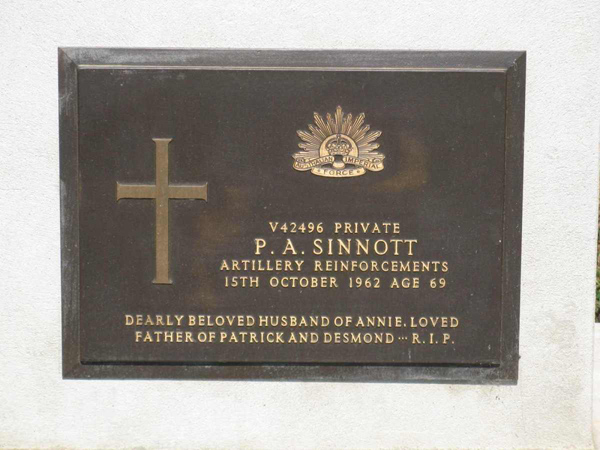 AUSTRALIAN IMPERIAL
FORCE
V42496 PRIVATE
P. A. SINNOTT
ARTILLERY REINFORCEMENTS
15TH OCTOBER 1962 AGE 69
DEARLY BELOVED HUSBAND OF ANNIE. LOVED
FATHER OF PATRICK AND DESMOND ··· R.I.P.